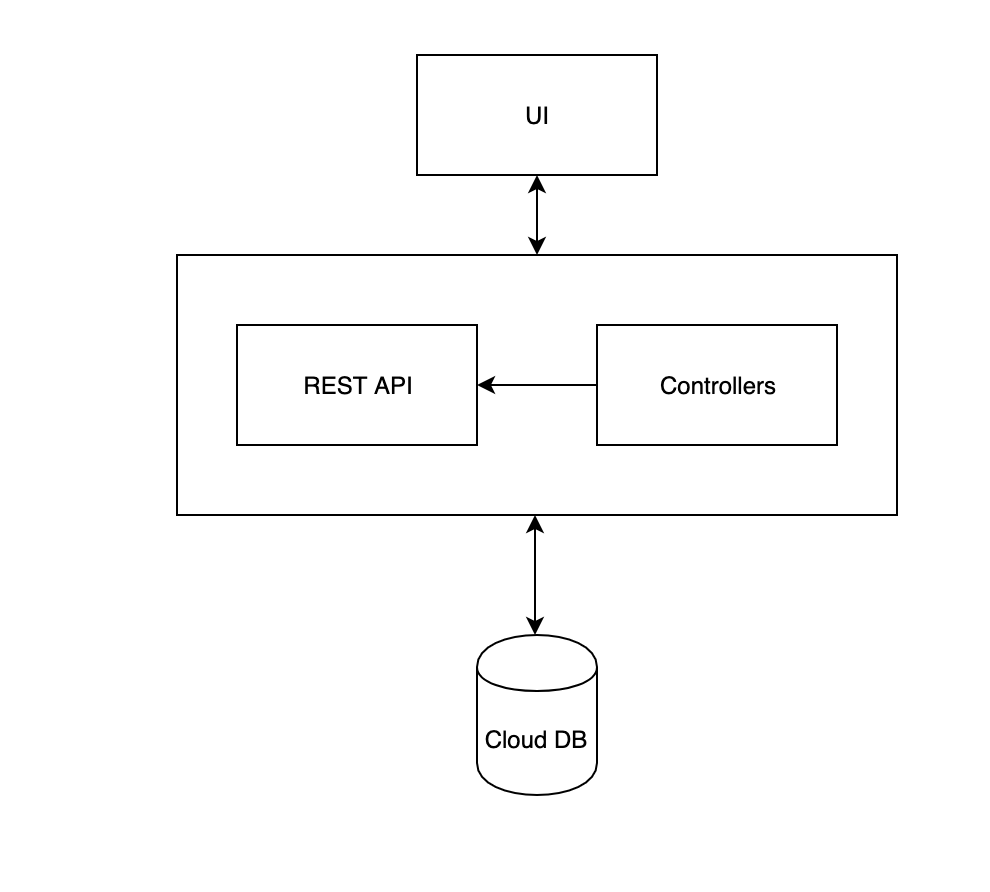 UI
REST API
Controllers
Cloud DB